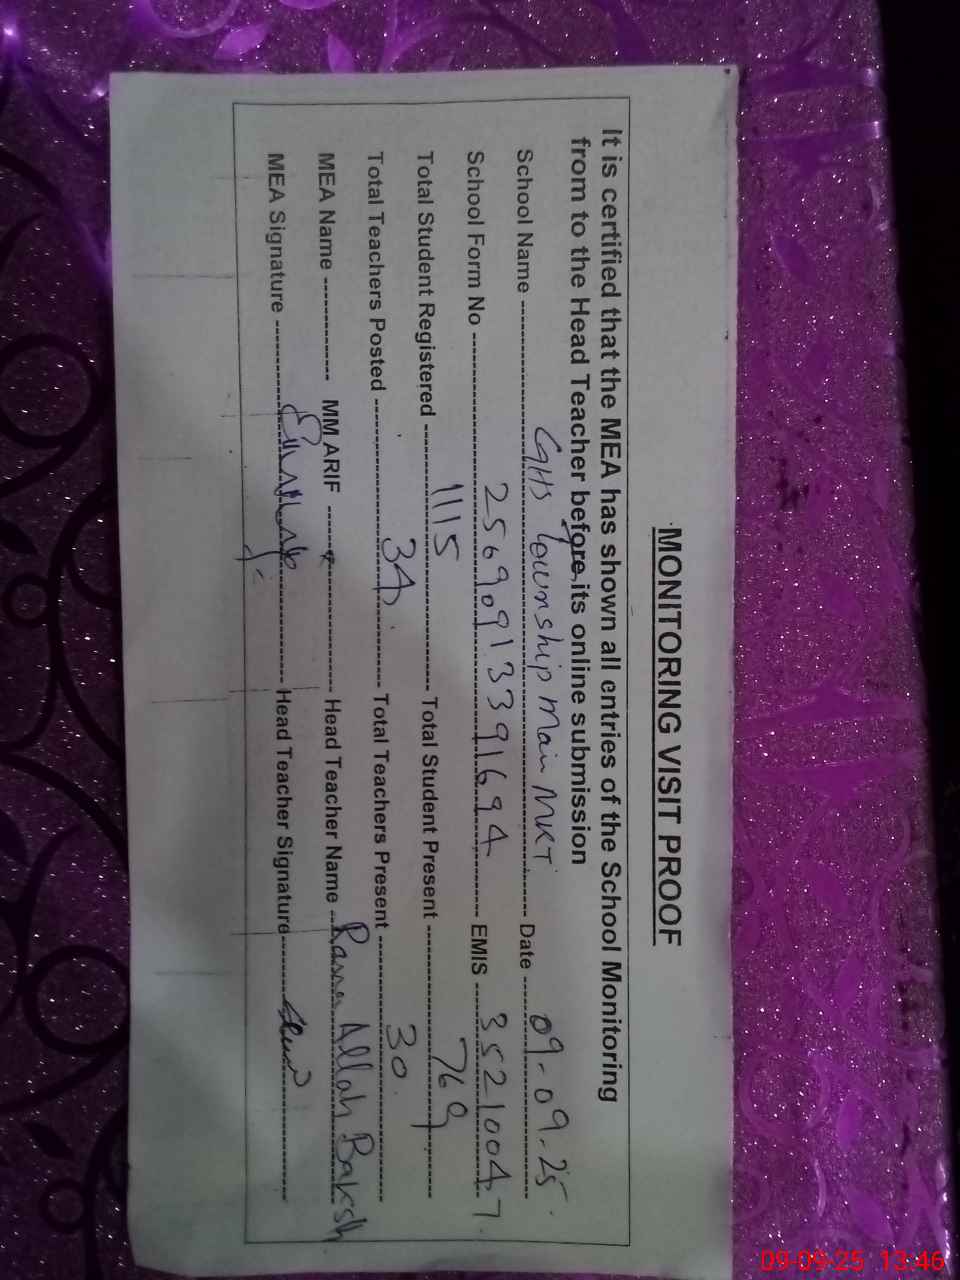 MONITORING VISIT PROOF
It is certified that the MEA has shown all entries of the School Monitoring
from to the Head Teacher before its online submission
School Name GHS Township Main MKT Date 09-09-25
School Form No 25690913391694 EMIS 35210047
Total Student Registered 1115 Total Student Present 769
Total Teachers Posted 34 Total Teachers Present 30
MEA Name MM ARIF Head Teacher Name Rana Allah Baksh
MEA Signature Head Teacher Signature
09-09-25 13:46